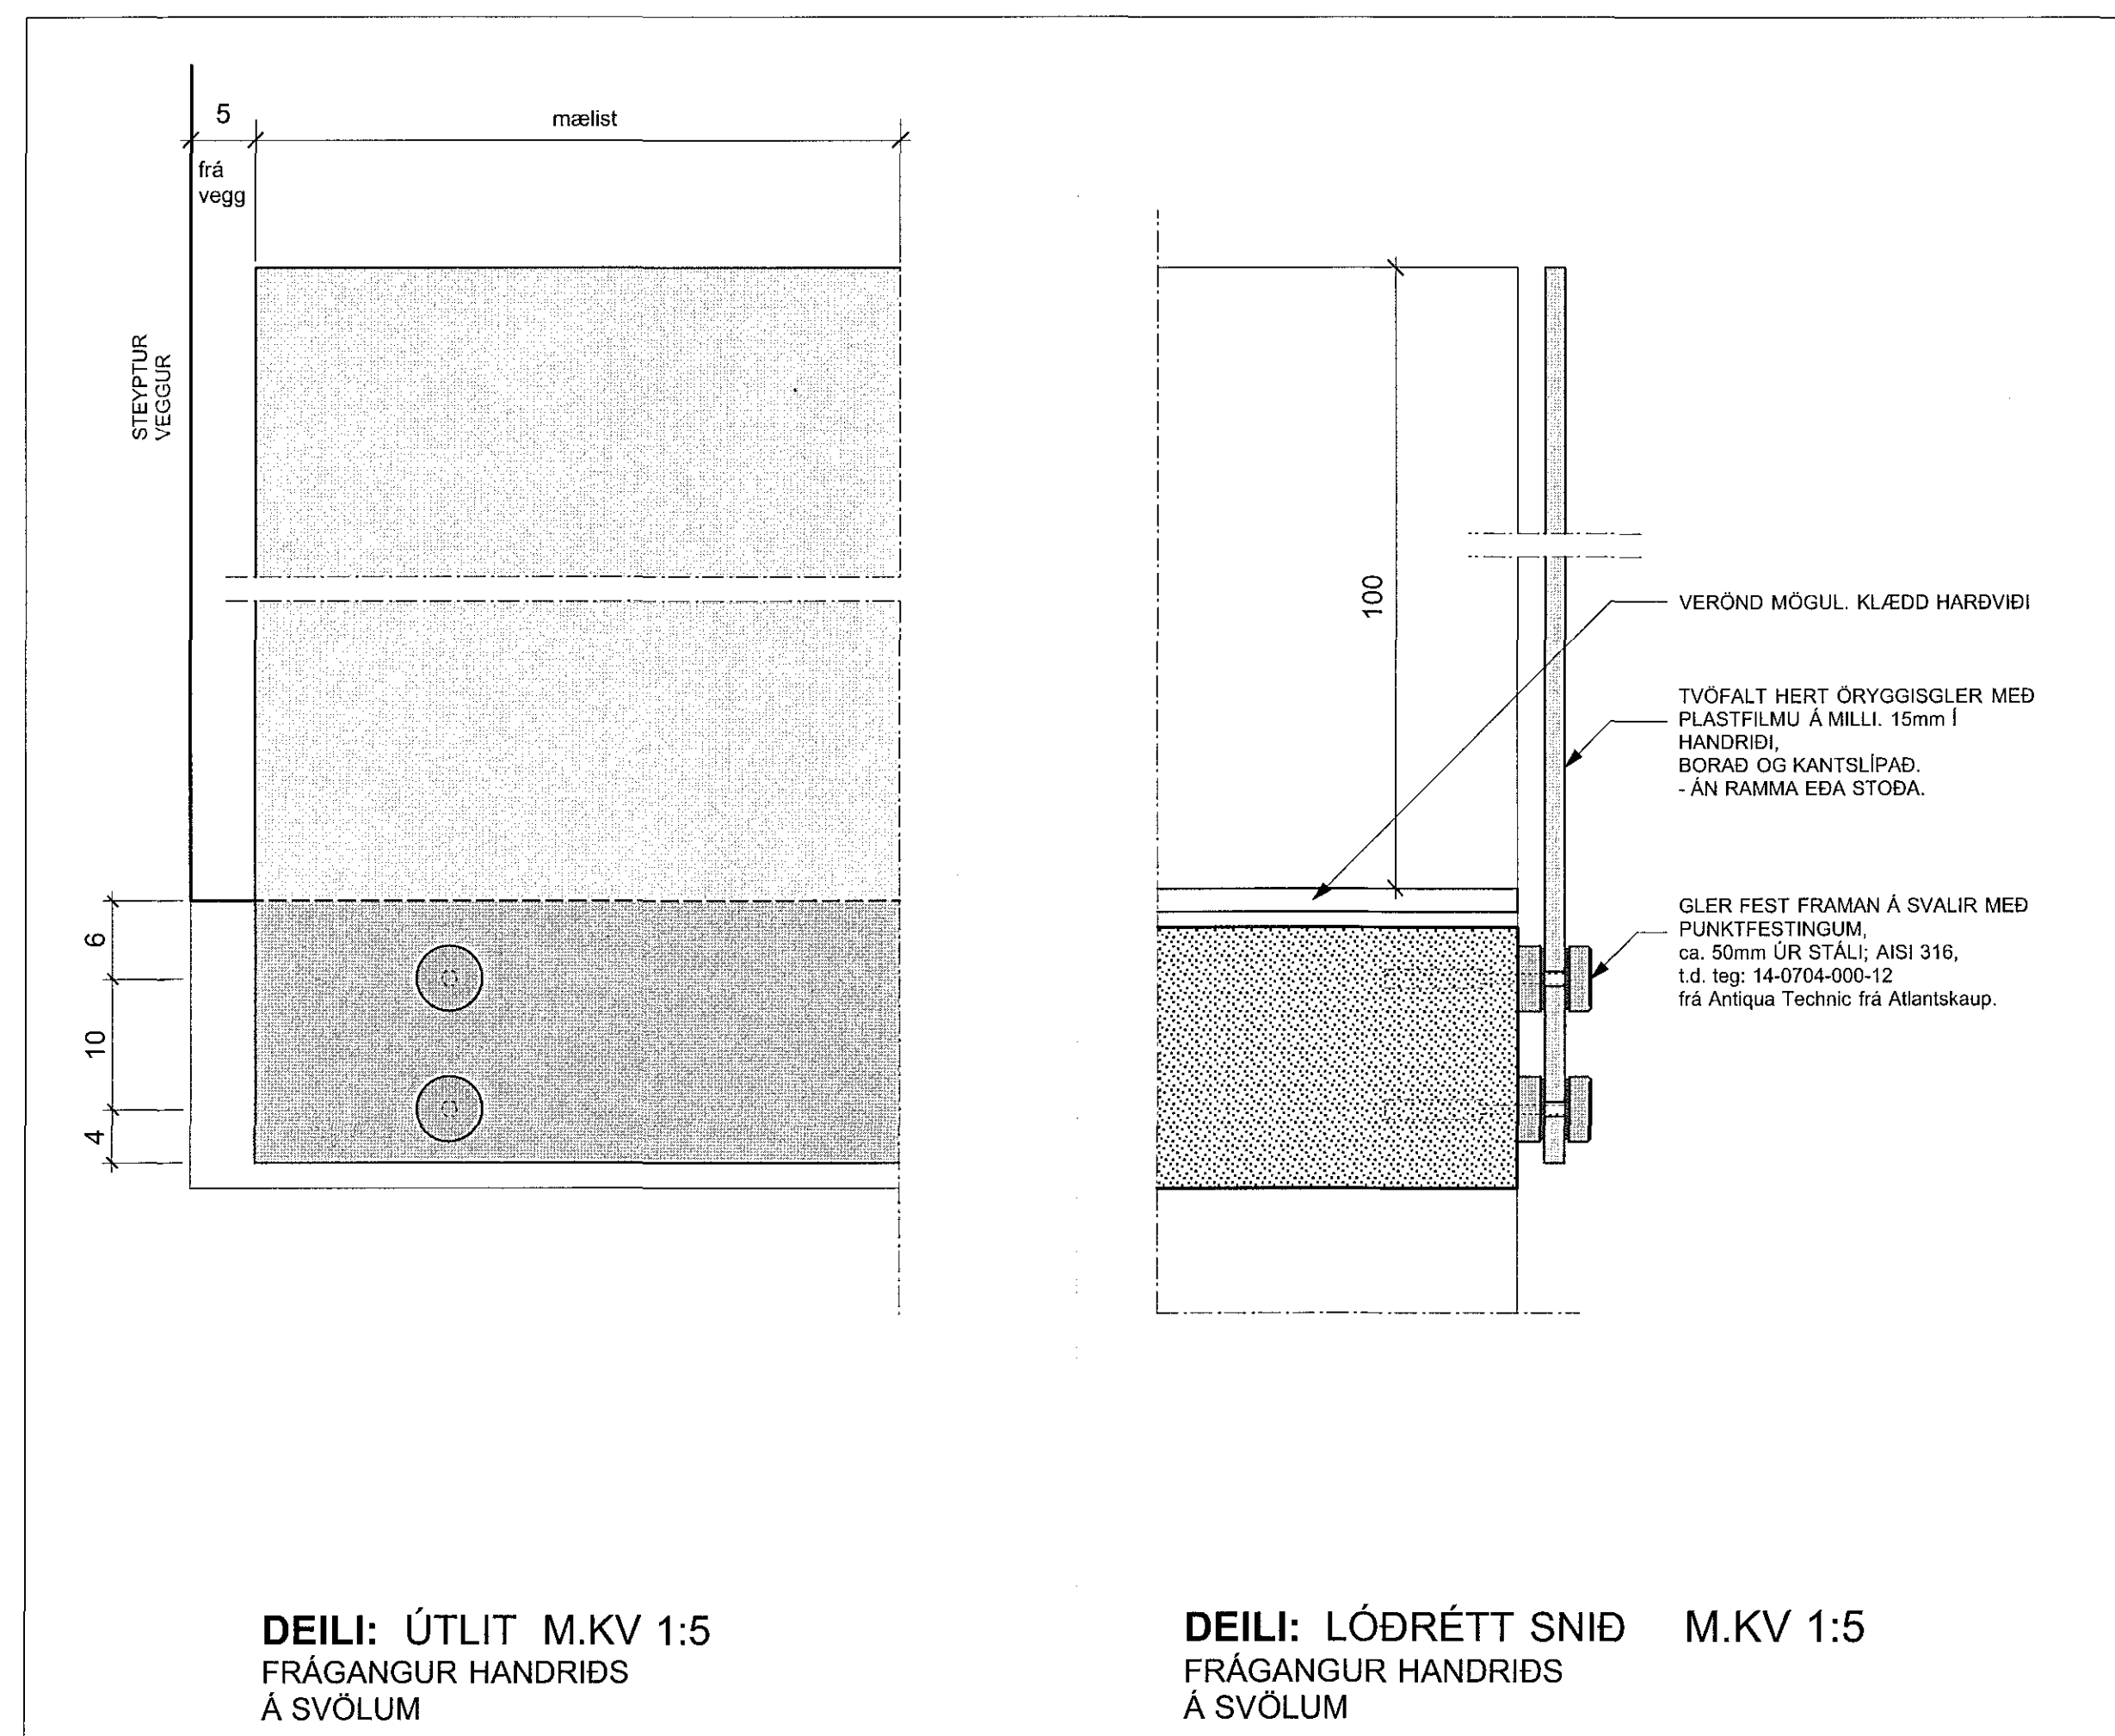 5
mælist
frá
vegg
STEYPTUR
VEGGUR
6
10
4
100
VERÖND MÖGUL. KLÆDD HARÐVIÐI
TVÖFALT HERT ÖRYGGISGLER MEÐ
PLASTFILMU Á MILLI. 15mm Í
HANDRIÐI,
BORAÐ OG KANTSLÍPAÐ.
- ÁN RAMMA EÐA STOÐA.
GLER FEST FRAMAN Á SVALIR MEÐ
PUNKTFESTINGUM,
ca. 50mm ÚR STÁLI; AISI 316,
t.d. teg: 14-0704-000-12
frá Antiqua Technic frá Atlantskaup.
DEILI: ÚTLIT M.KV 1:5
FRÁGANGUR HANDRIÐS
Á SVÖLUM
DEILI: LÓÐRÉTT SNIÐ M.KV 1:5
FRÁGANGUR HANDRIÐS
Á SVÖLUM